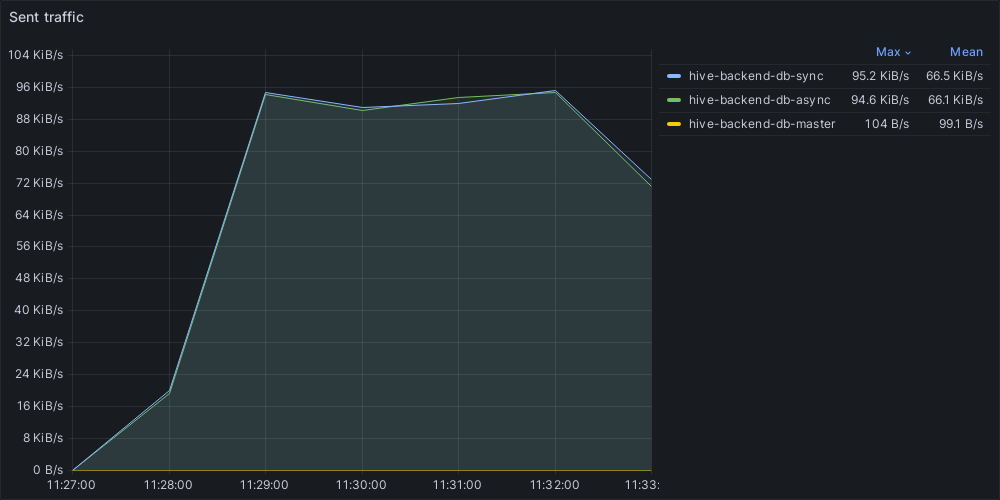 Sent traffic
104 KiB/s
96 KiB/s
88 KiB/s
80 KiB/s
72 KiB/s
64 KiB/s
56 KiB/s
48 KiB/s
40 KiB/s
32 KiB/s
24 KiB/s
16 KiB/s
8 KiB/s
0 B/s
11:27:00 11:28:00 11:29:00 11:30:00 11:31:00 11:32:00 11:33:
Max Mean
hive-backend-db-sync 95.2 KiB/s 66.5 KiB/s
hive-backend-db-async 94.6 KiB/s 66.1 KiB/s
hive-backend-db-master 104 B/s 99.1 B/s